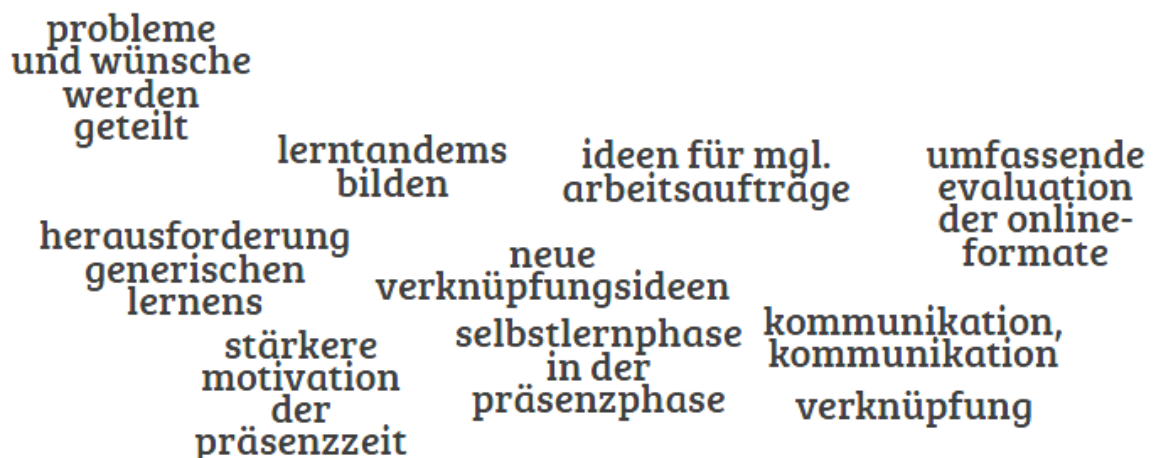 probleme
und wünsche
werden
geteilt
lerntandems
bilden
ideen für mgl.
arbeitsaufträge
umfassende
evaluation
der online-
formate
herausforderung
generischen
lernens
neue
verknüpfungsideen
stärkere
motivation
der
präsenzzeit
selbstlernphase
in der
präsenzphase
kommunikation,
kommunikation
verknüpfung